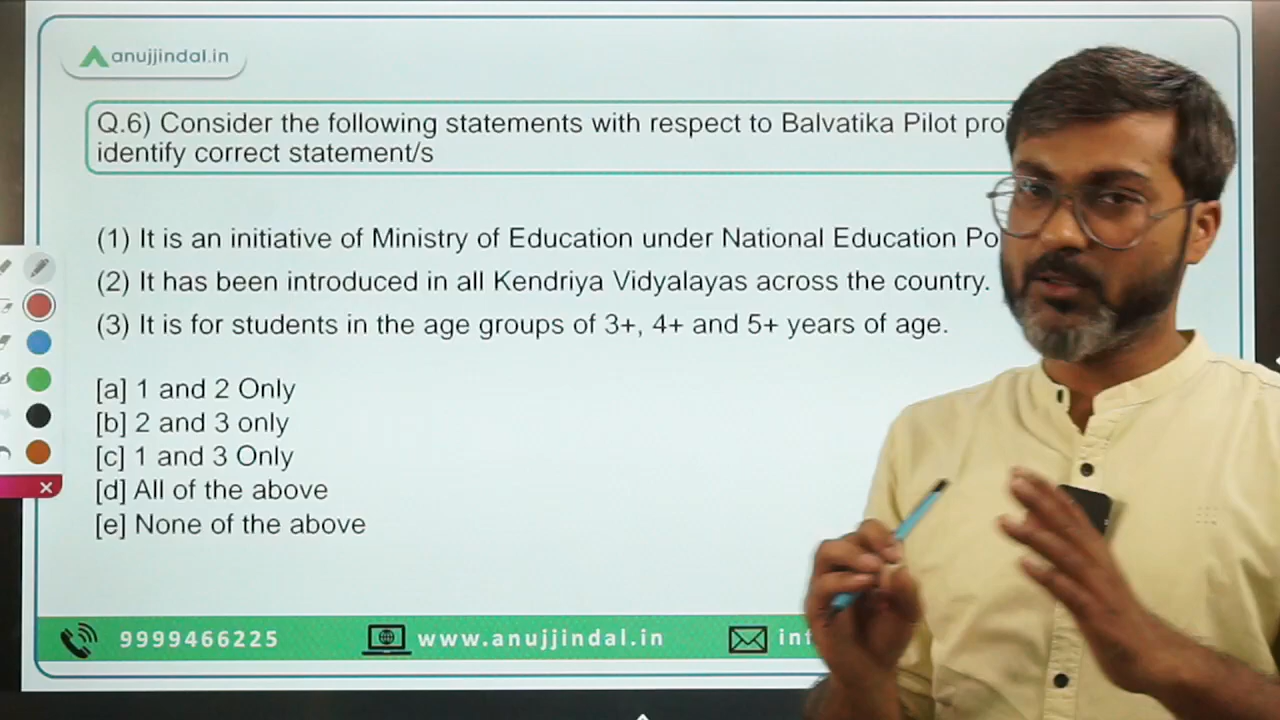 anujjindal.in
Q.6) Consider the following statements with respect to Balvatika Pilot
identify correct statement/s
(1) It is an initiative of Ministry of Education under National Education
(2) It has been introduced in all Kendriya Vidyalayas across the country.
(3) It is for students in the age groups of 3+, 4+ and 5+ years of age.
[a] 1 and 2 Only
[b] 2 and 3 only
[c] 1 and 3 Only
[d] All of the above
[e] None of the above
9999466225 www.anujjindal.in